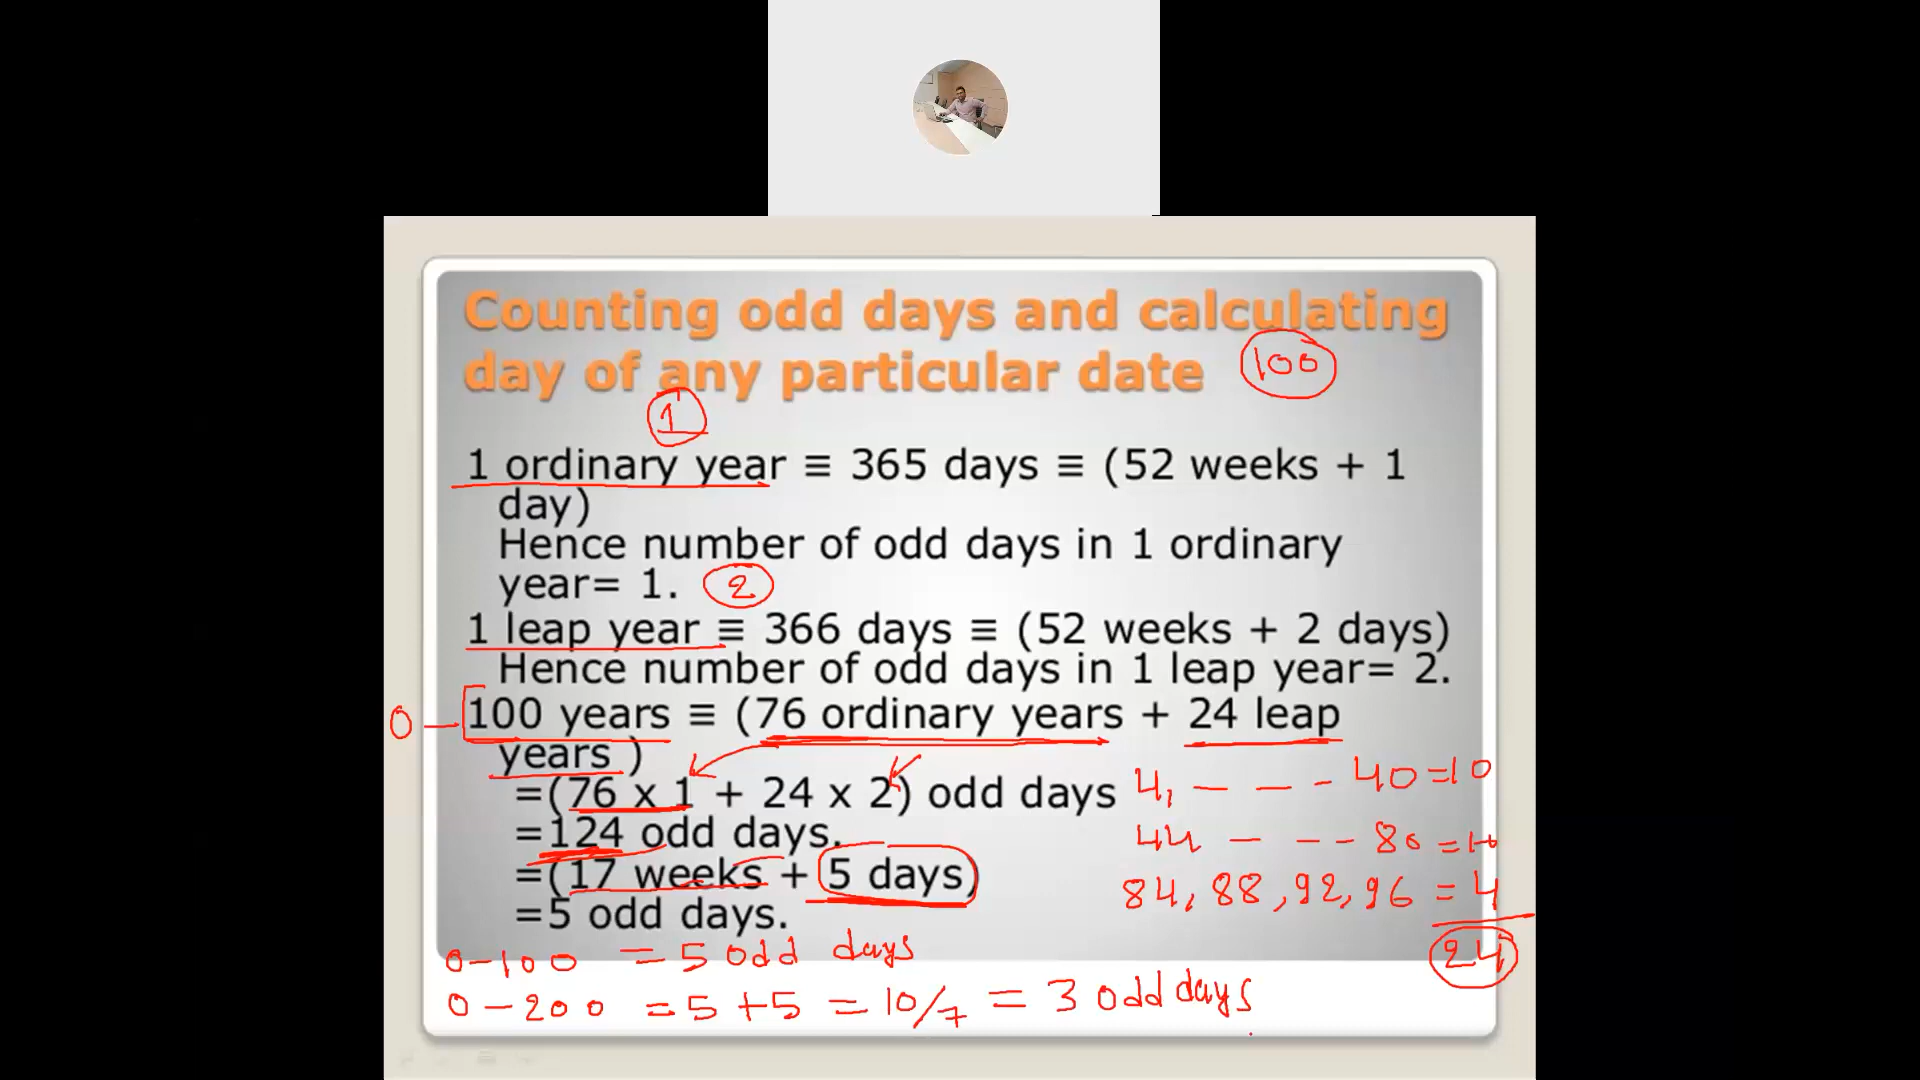 Counting odd days and calculating
day of any particular date
100
1
1 ordinary year ≡ 365 days ≡ (52 weeks + 1
day)
Hence number of odd days in 1 ordinary
year= 1.
2
1 leap year ≡ 366 days ≡ (52 weeks + 2 days)
Hence number of odd days in 1 leap year= 2.
0 – 100 years ≡ (76 ordinary years + 24 leap
years )
=(76 x 1 + 24 x 2) odd days
4, – – – 40 =10
=124 odd days.
44 – – – 80 =10
=(17 weeks + 5 days)
84, 88, 92, 96 = 4
=5 odd days.
24
0–100 = 5 Odd days
0 – 200 = 5 + 5 = 10/7 = 3 Odd days